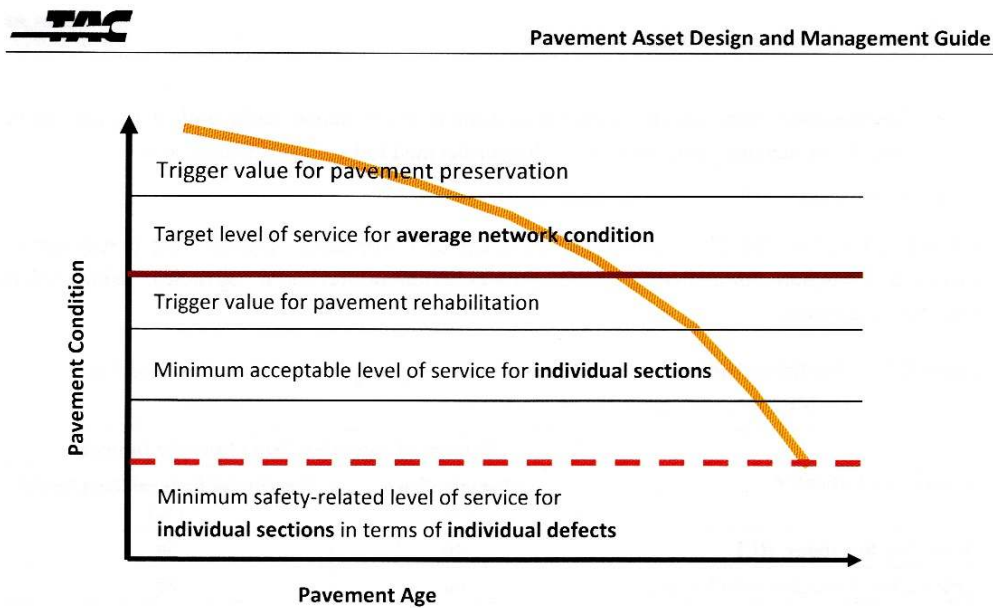 TAC
Pavement Asset Design and Management Guide
Trigger value for pavement preservation
Target level of service for average network condition
Trigger value for pavement rehabilitation
Minimum acceptable level of service for individual sections
Minimum safety-related level of service for
individual sections in terms of individual defects
Pavement Condition
Pavement Age